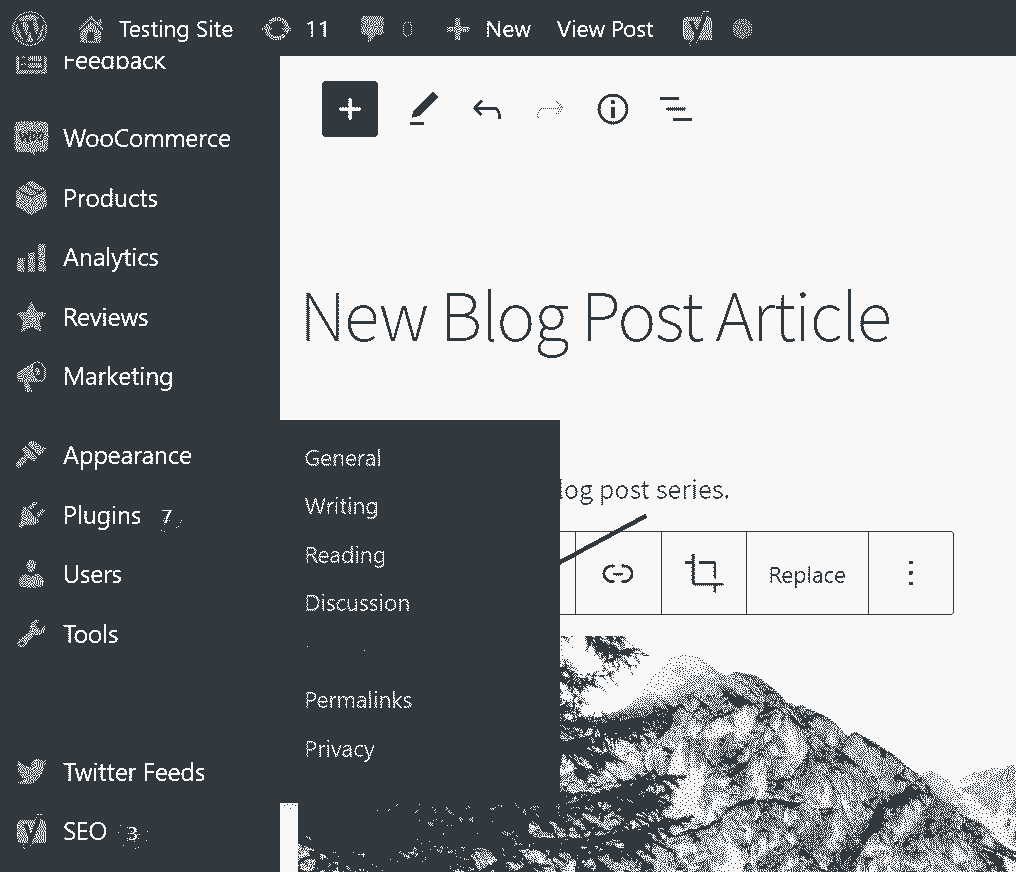 Testing Site 11 0 New View Post
Feedback
WooCommerce
Products
Analytics
Reviews
Marketing
Appearance
Plugins 7
Users
Tools
Twitter Feeds
SEO 3
New Blog Post Article
log post series.
General
Writing
Reading
Discussion
Permalinks
Privacy
Replace